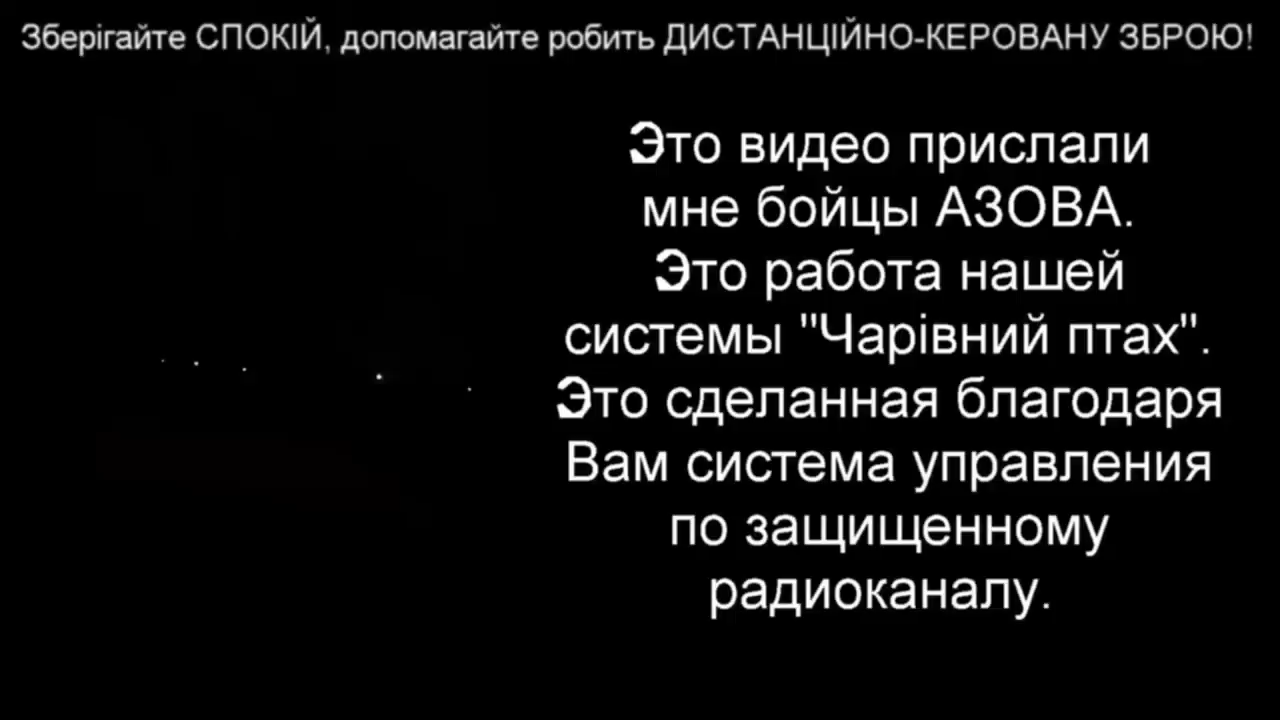 Зберігайте СПОКІЙ, допомагайте робить ДИСТАНЦІЙНО-КЕРОВАНУ ЗБРОЮ!
Это видео прислали
мне бойцы АЗОВА.
Это работа нашей
системы "Чарівний птах".
Это сделанная благодаря
Вам система управления
по защищенному
радиоканалу.